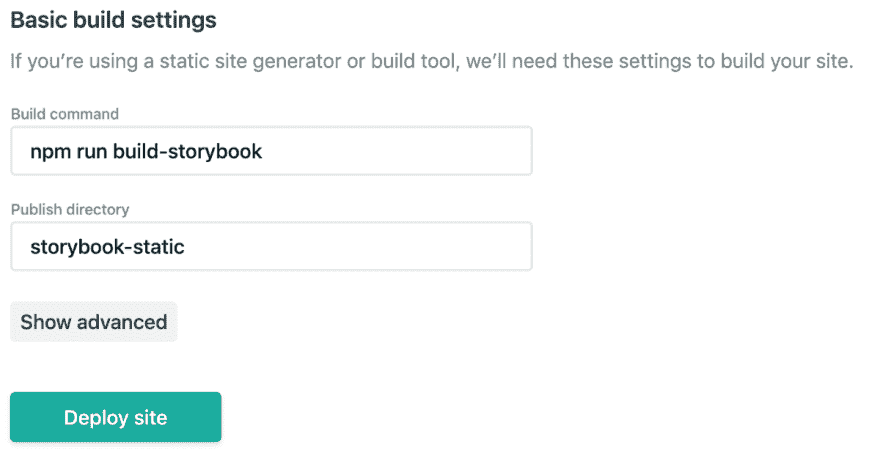 Basic build settings
If you’re using a static site generator or build tool, we’ll need these settings to build your site.
Build command
npm run build-storybook
Publish directory
storybook-static
Show advanced
Deploy site